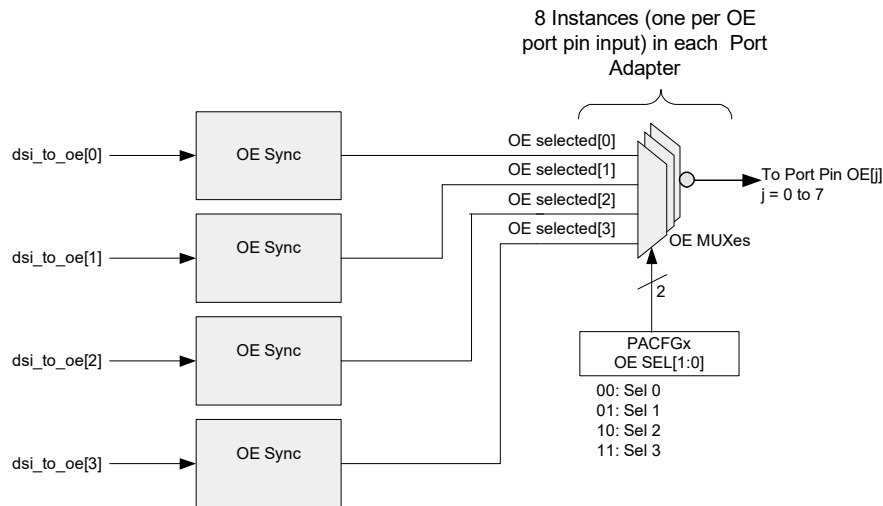 8 Instances (one per OE
port pin input) in each Port
Adapter
dsi_to_oe[0]
OE Sync
OE selected[0]
OE selected[1]
OE selected[2]
OE selected[3]
To Port Pin OE[j]
j = 0 to 7
OE MUXes
dsi_to_oe[1]
OE Sync
2
PACFGx
OE SEL[1:0]
dsi_to_oe[2]
OE Sync
00: Sel 0
01: Sel 1
10: Sel 2
11: Sel 3
dsi_to_oe[3]
OE Sync